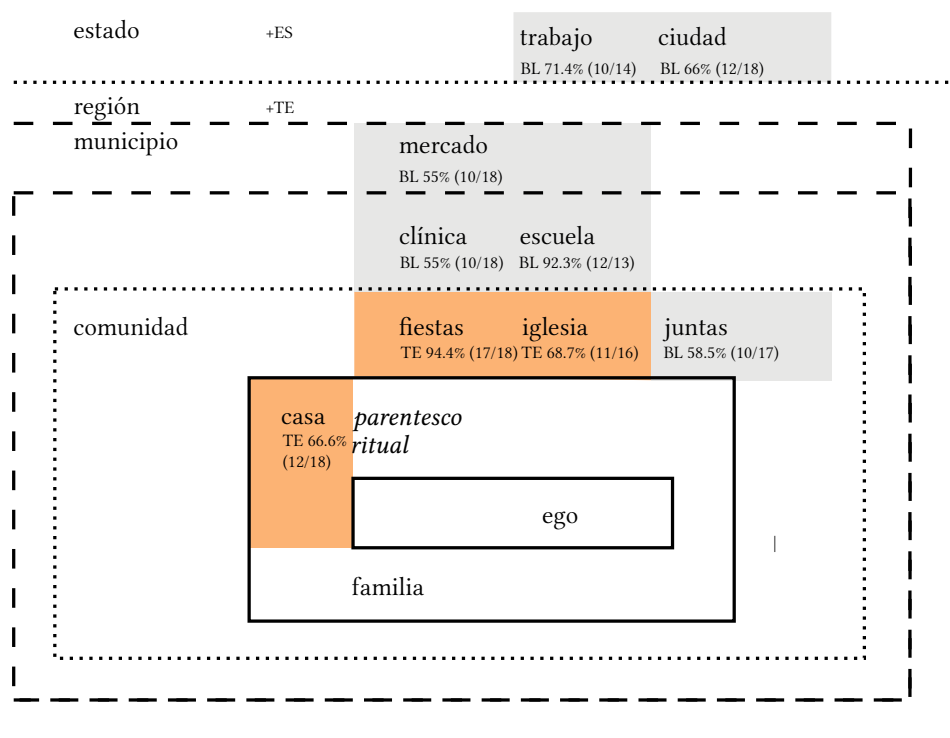 estado +ES trabajo ciudad
BL 71.4% (10/14) BL 66% (12/18)
región +TE
municipio mercado
BL 55% (10/18)
clínica escuela
BL 55% (10/18) BL 92.3% (12/13)
comunidad fiestas iglesia juntas
TE 94.4% (17/18) TE 68.7% (11/16) BL 58.5% (10/17)
casa parentesco
TE 66.6% ritual
(12/18)
ego
familia